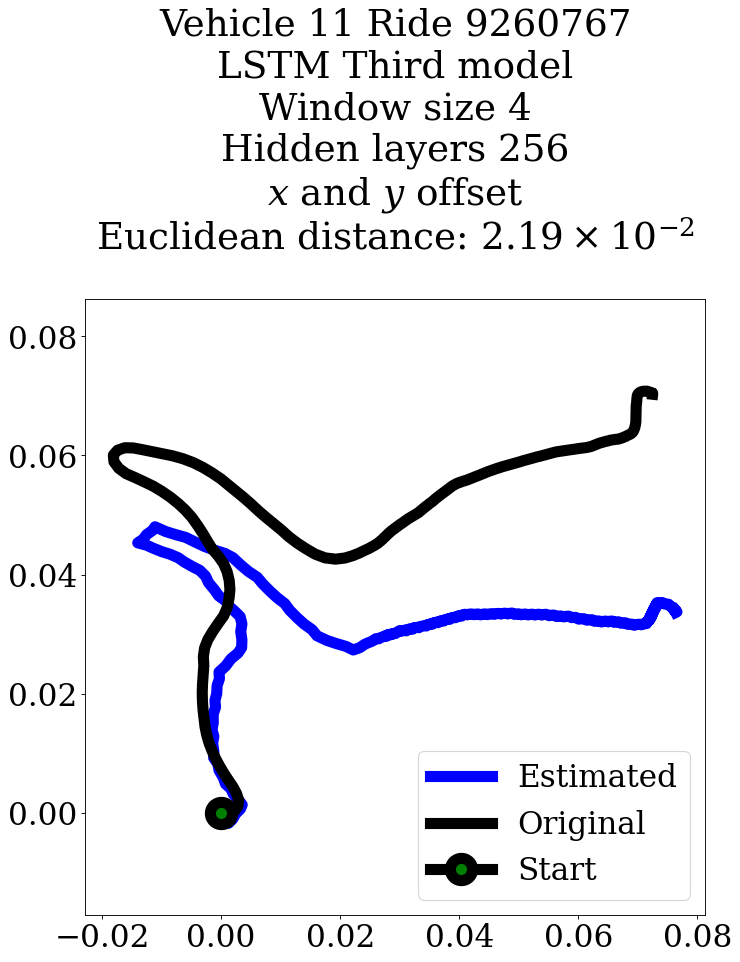 Vehicle 11 Ride 9260767
LSTM Third model
Window size 4
Hidden layers 256
x and y offset
Euclidean distance: 2.19 × 10⁻²
0.08
0.06
0.04
0.02
0.00
−0.02 0.00 0.02 0.04 0.06 0.08
Estimated
Original
Start